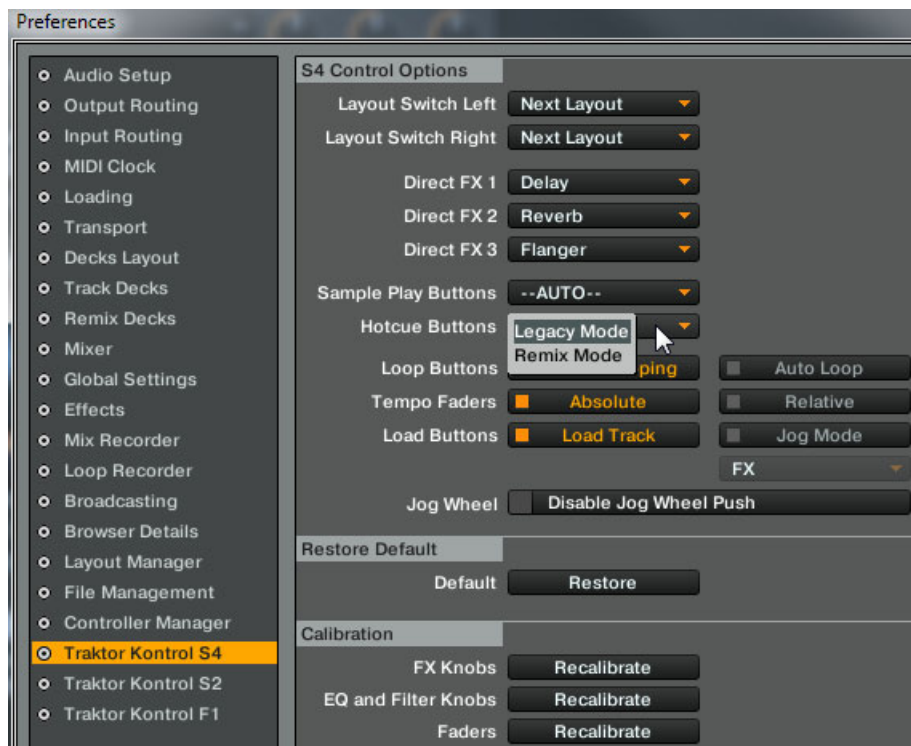 Preferences
Audio Setup
Output Routing
Input Routing
MIDI Clock
Loading
Transport
Decks Layout
Track Decks
Remix Decks
Mixer
Global Settings
Effects
Mix Recorder
Loop Recorder
Broadcasting
Browser Details
Layout Manager
File Management
Controller Manager
Traktor Kontrol S4
Traktor Kontrol S2
Traktor Kontrol F1
S4 Control Options
Layout Switch Left Next Layout
Layout Switch Right Next Layout
Direct FX 1 Delay
Direct FX 2 Reverb
Direct FX 3 Flanger
Sample Play Buttons --AUTO--
Hotcue Buttons
Legacy Mode
Remix Mode
Loop Buttons ping Auto Loop
Tempo Faders Absolute Relative
Load Buttons Load Track Jog Mode
FX
Jog Wheel Disable Jog Wheel Push
Restore Default
Default Restore
Calibration
FX Knobs Recalibrate
EQ and Filter Knobs Recalibrate
Faders Recalibrate